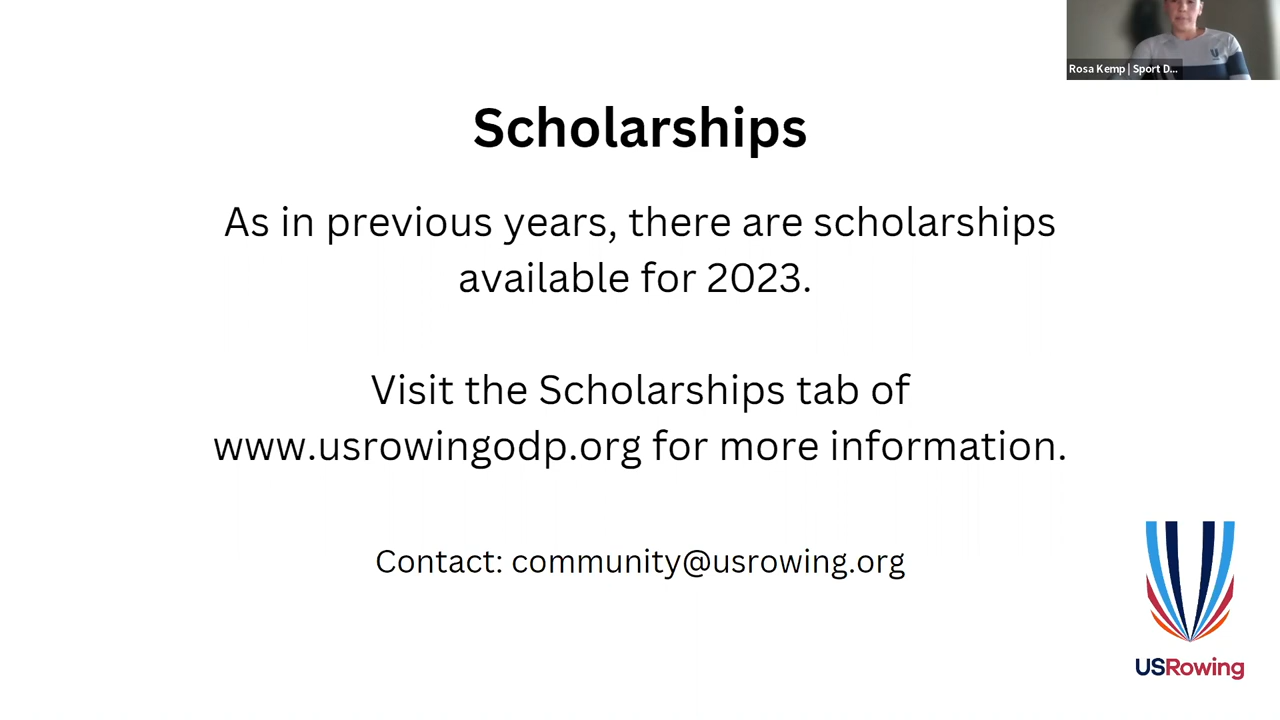 Rosa Kemp | Sport D...
Scholarships
As in previous years, there are scholarships
available for 2023.
Visit the Scholarships tab of
www.usrowingodp.org for more information.
Contact: community@usrowing.org
USRowing